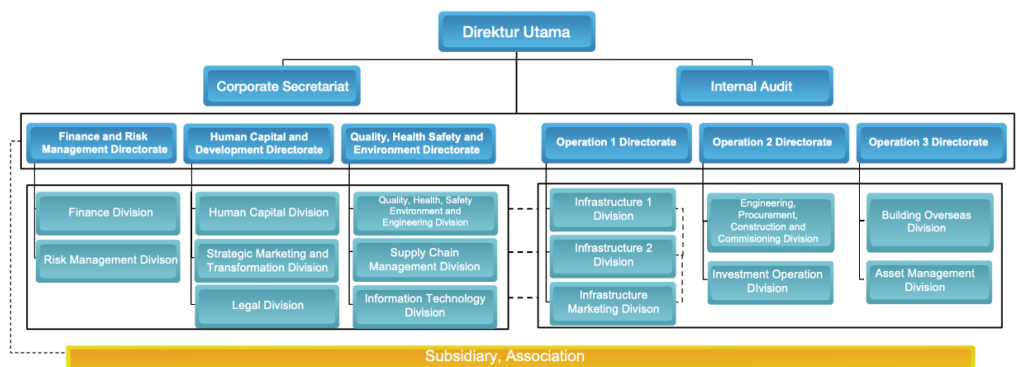 Direktur Utama
Corporate Secretariat
Internal Audit
Finance and Risk
Management Directorate
Human Capital and
Development Directorate
Quality, Health Safety and
Environment Directorate
Operation 1 Directorate
Operation 2 Directorate
Operation 3 Directorate
Finance Division
Risk Management Divison
Human Capital Division
Strategic Marketing and
Transformation Division
Legal Division
Quality, Health, Safety
Environment and
Engineering Division
Supply Chain
Management Division
Information Technology
Division
Infrastructure 1
Division
Infrastructure 2
Division
Infrastructure
Marketing Divison
Engineering,
Procurement,
Construction and
Commisioning Division
Investment Operation
DIvision
Building Overseas
Division
Asset Management
Division
Subsidiary, Association